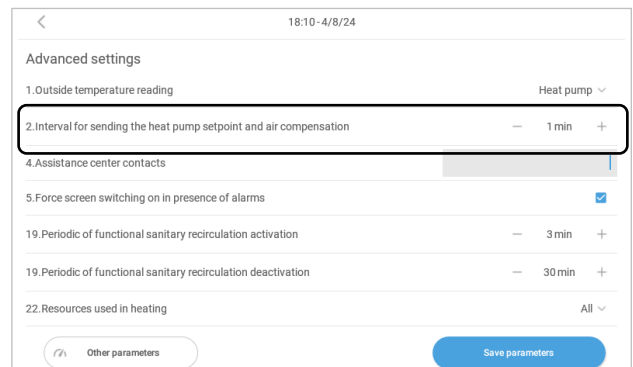 18:10-4/8/24
Advanced settings
1.Outside temperature reading Heat pump
2.Interval for sending the heat pump setpoint and air compensation — 1 min +
4.Assistance center contacts
5.Force screen switching on in presence of alarms
19.Periodic of functional sanitary recirculation activation — 3 min +
19.Periodic of functional sanitary recirculation deactivation — 30 min +
22.Resources used in heating All
Other parameters Save parameters